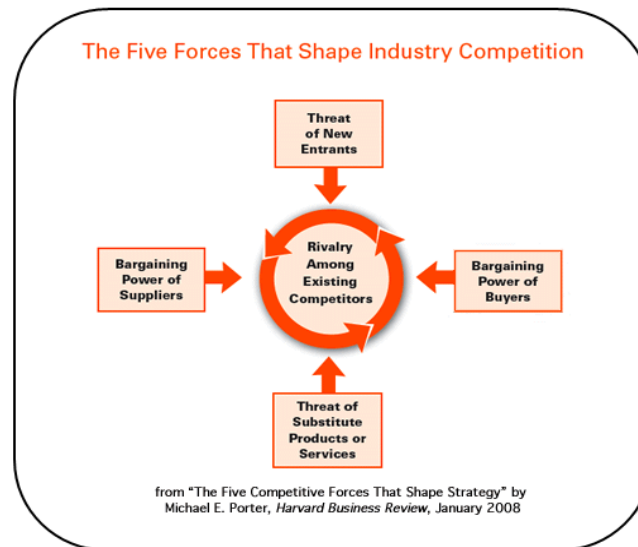 The Five Forces That Shape Industry Competition
Threat
of New
Entrants
Bargaining
Power of
Suppliers
Rivalry
Among
Existing
Competitors
Bargaining
Power of
Buyers
Threat of
Substitute
Products or
Services
from “The Five Competitive Forces That Shape Strategy” by
Michael E. Porter, Harvard Business Review, January 2008